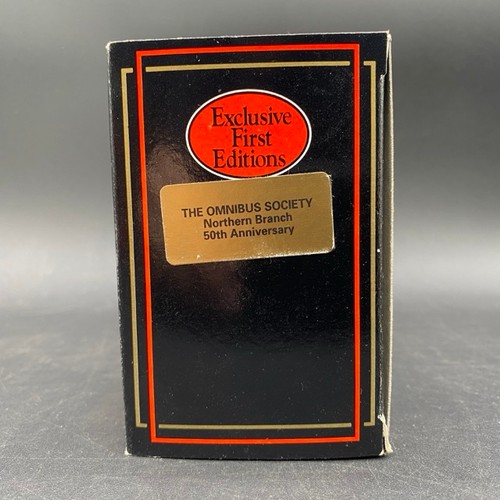 Exclusive
First
Editions
THE OMNIBUS SOCIETY
Northern Branch
50th Anniversary